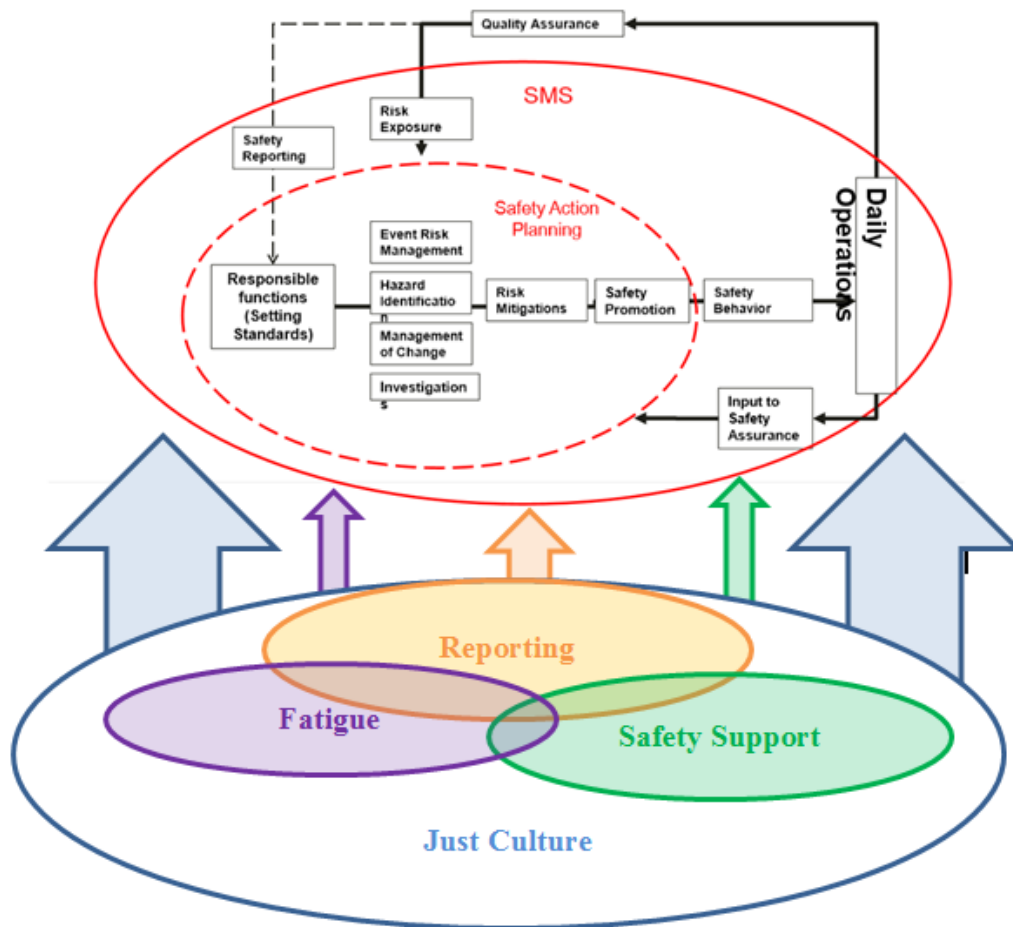 Quality Assurance
SMS
Risk
Exposure
Safety
Reporting
Safety Action
Planning
Event Risk
Management
Responsible
functions
(Setting
Standards)
Hazard
Identificatio
n
Management
of Change
Investigation
s
Risk
Mitigations
Safety
Promotion
Safety
Behavior
Daily
Operations
Input to
Safety
Assurance
Reporting
Fatigue
Safety Support
Just Culture